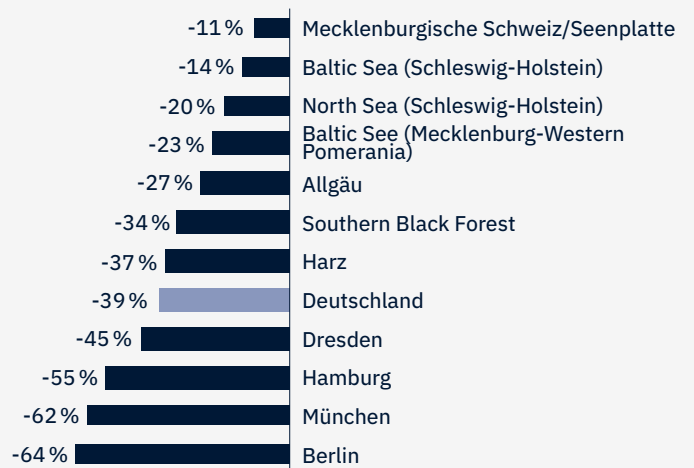 -11 % Mecklenburgische Schweiz/Seenplatte
-14 % Baltic Sea (Schleswig-Holstein)
-20 % North Sea (Schleswig-Holstein)
-23 % Baltic See (Mecklenburg-Western
Pomerania)
-27 % Allgäu
-34 % Southern Black Forest
-37 % Harz
-39 % Deutschland
-45 % Dresden
-55 % Hamburg
-62 % München
-64 % Berlin